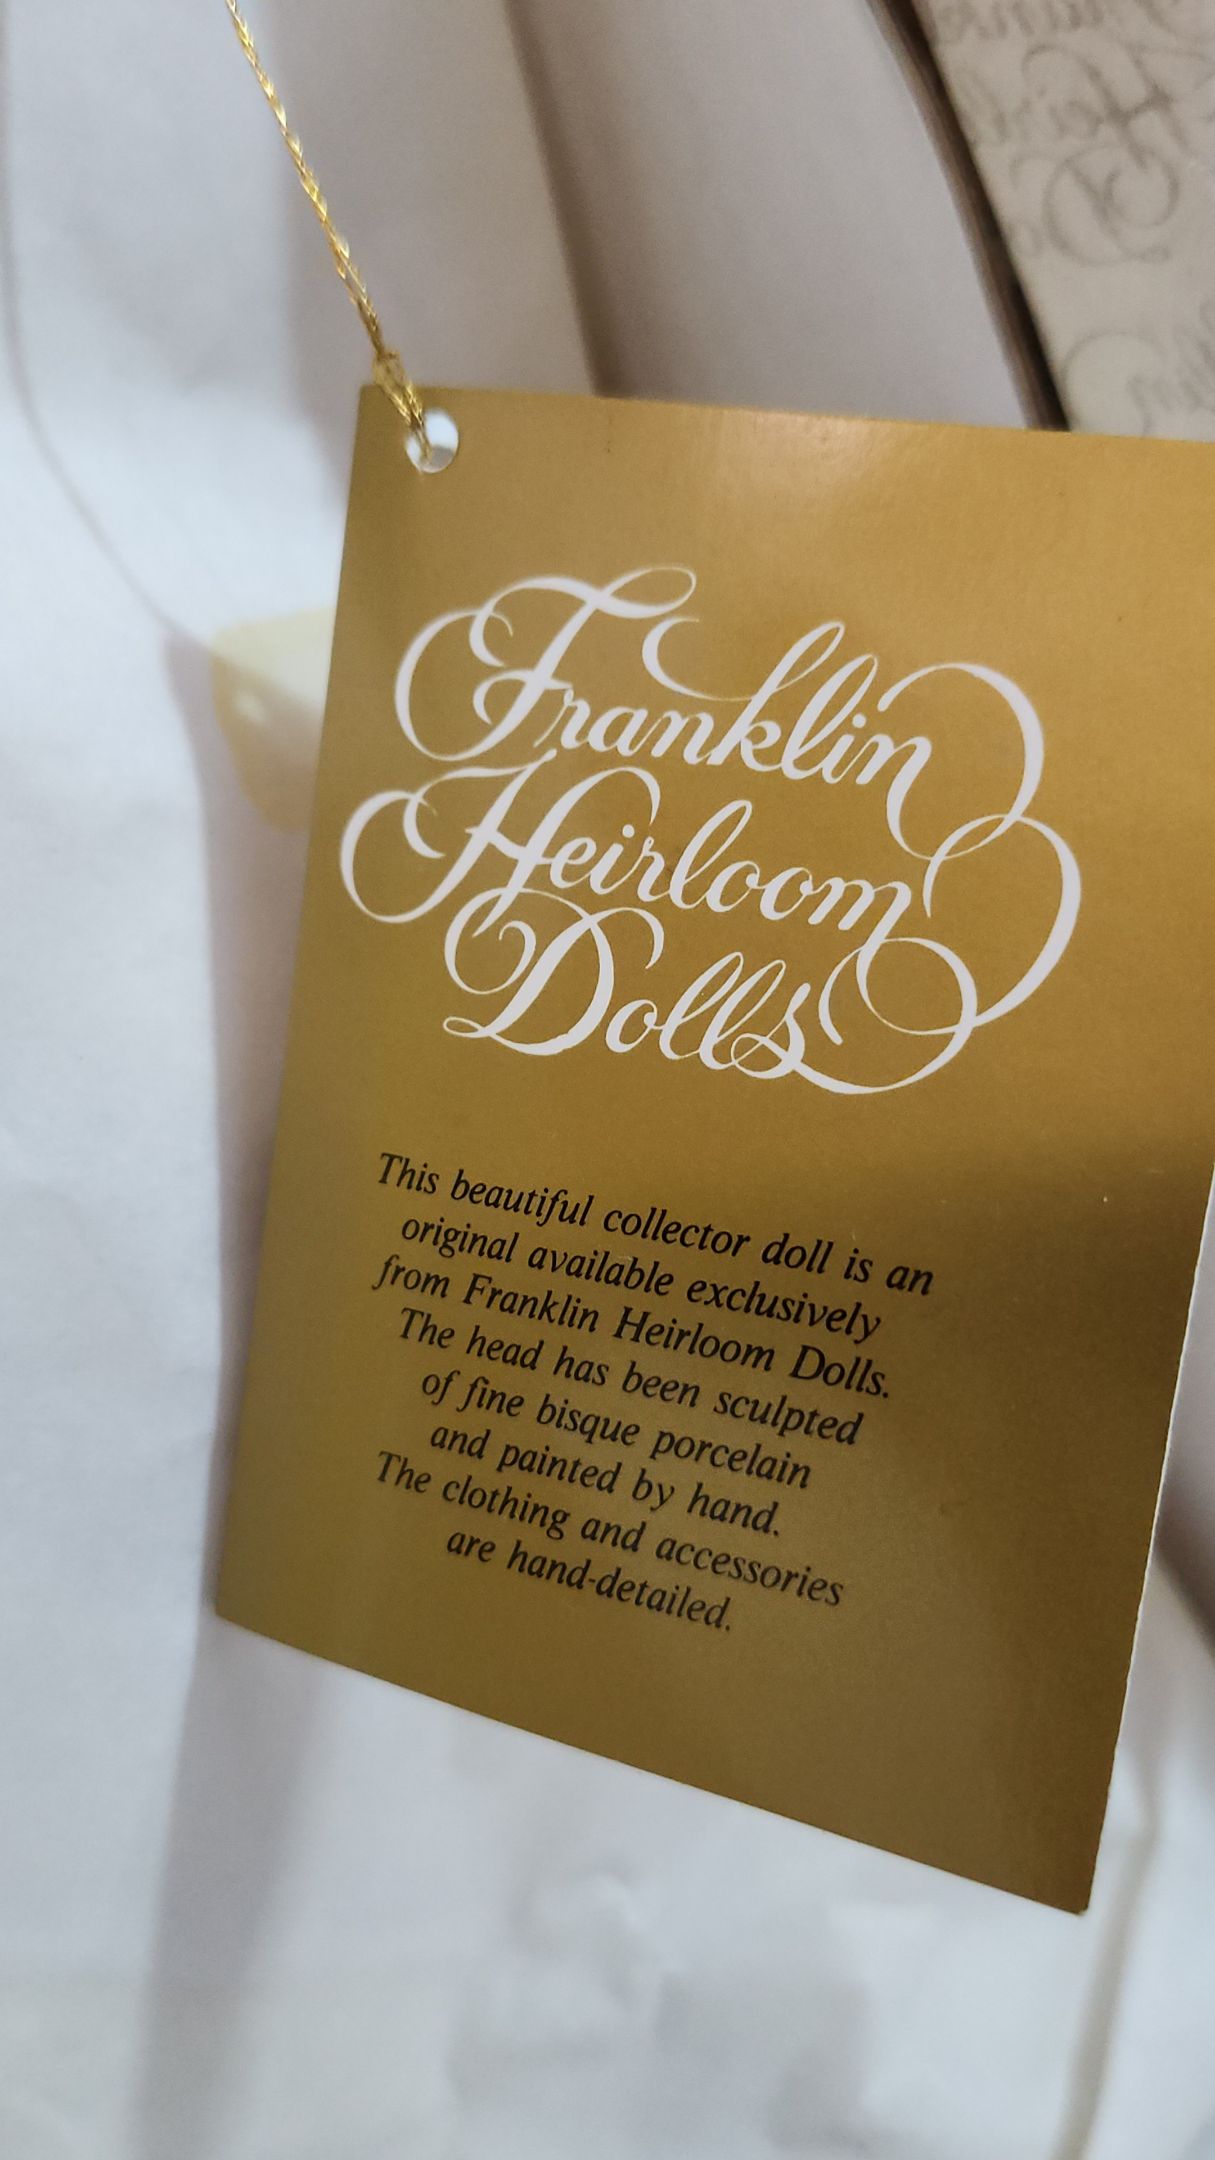 Franklin
Heirloom
Dolls
This beautiful collector doll is an
original available exclusively
from Franklin Heirloom Dolls.
The head has been sculpted
of fine bisque porcelain
and painted by hand.
The clothing and accessories
are hand-detailed.